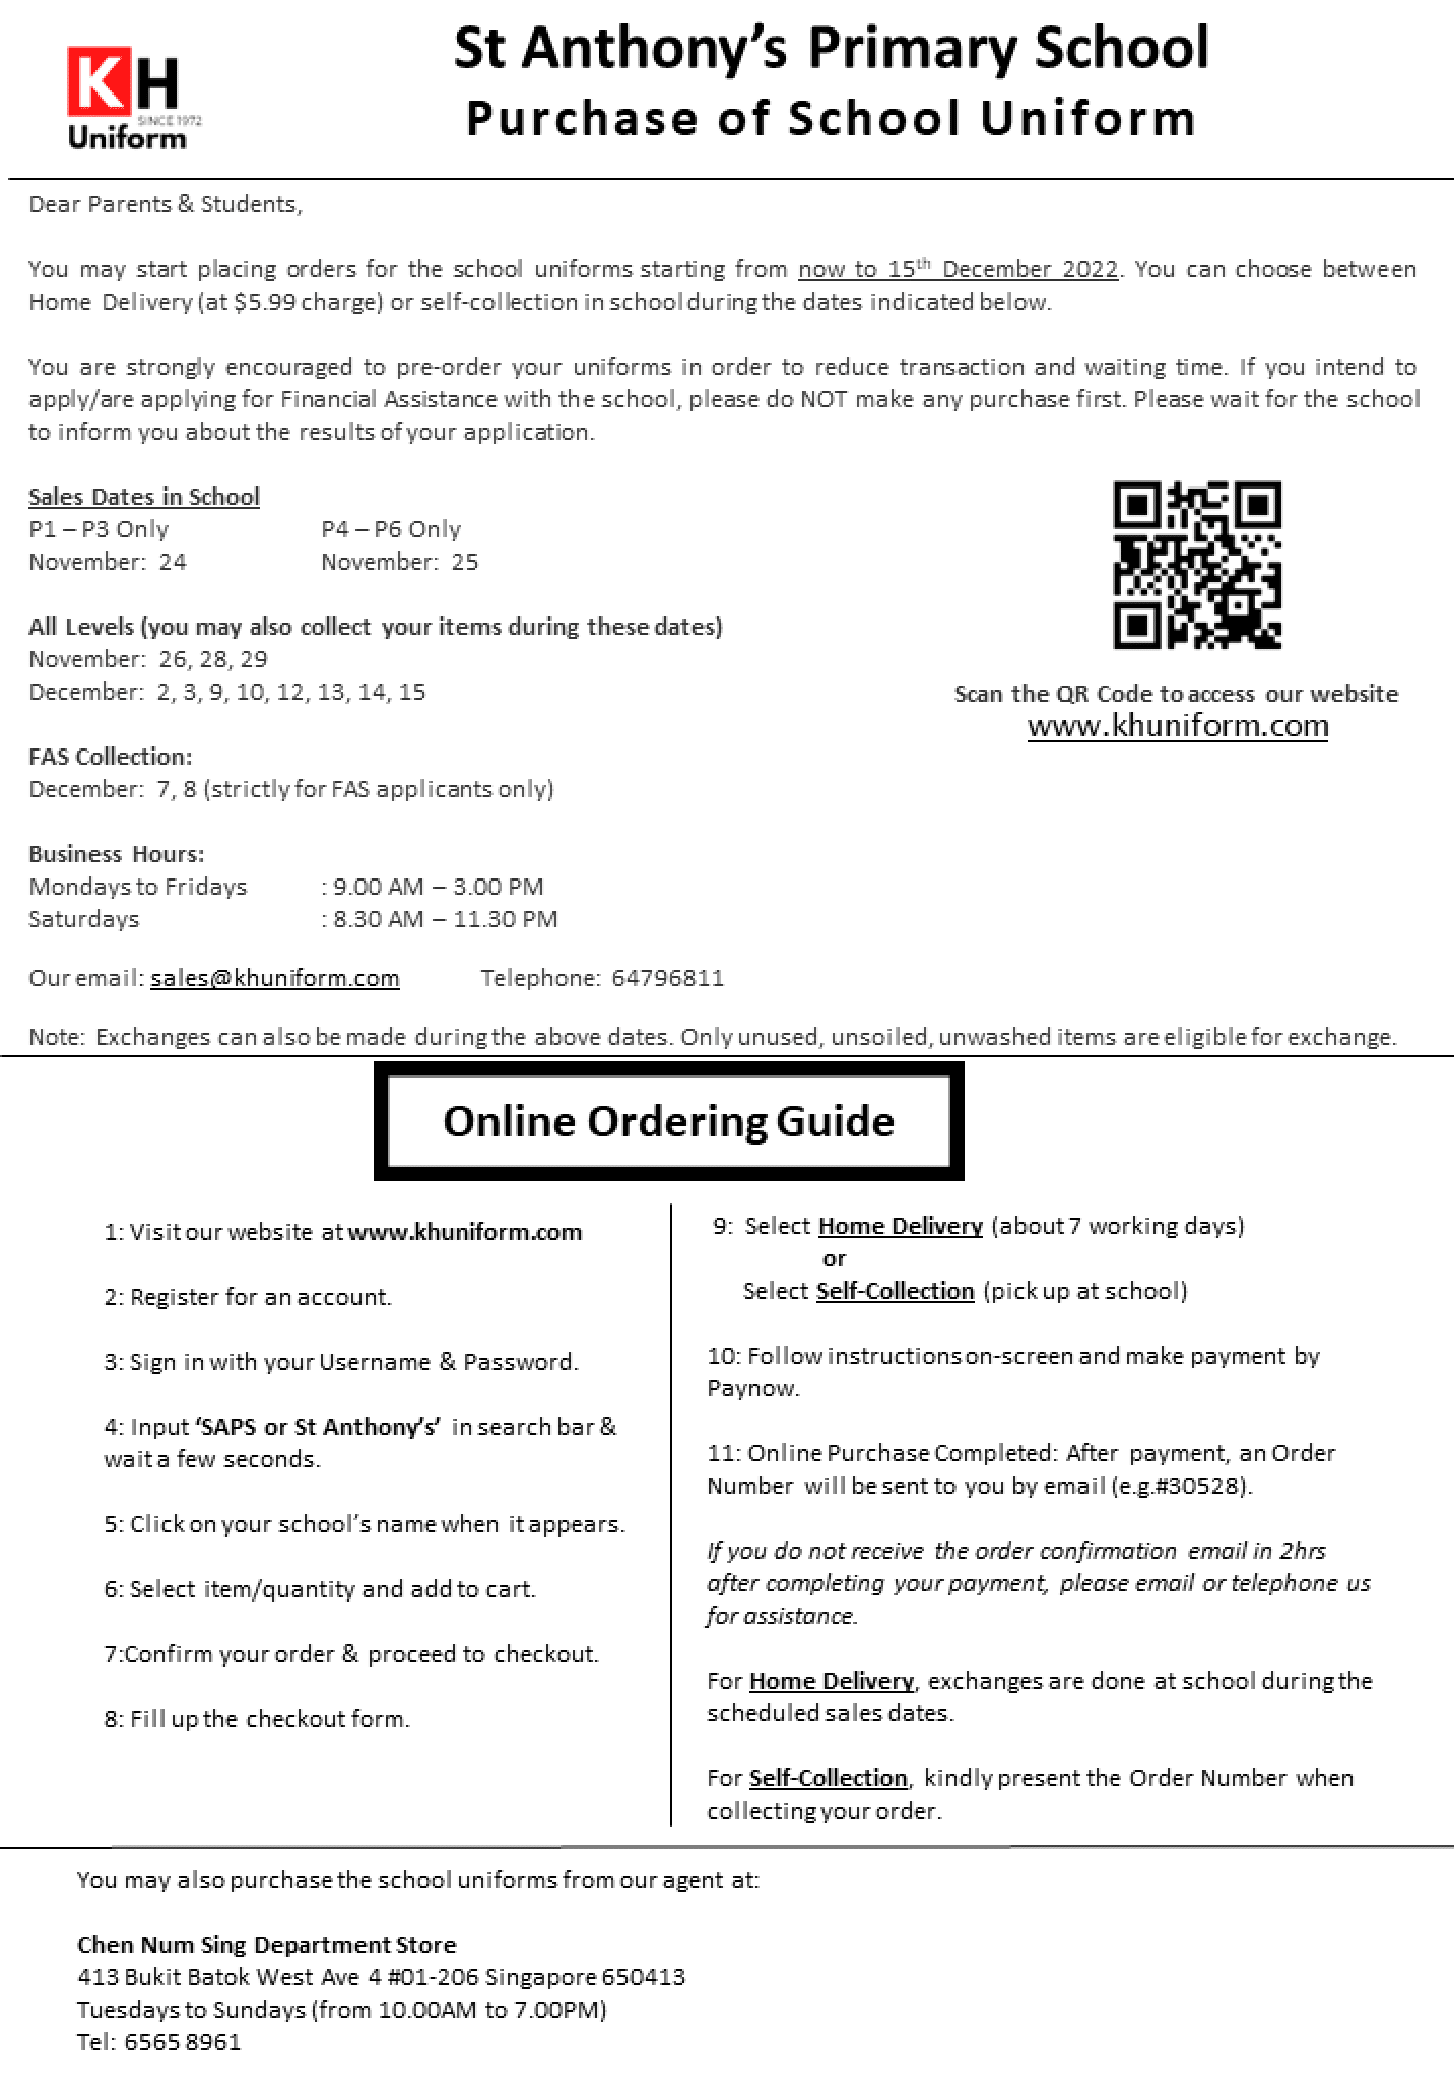 KH
SINCE 1972
Uniform
St Anthony’s Primary School
Purchase of School Uniform
Dear Parents & Students,
You may start placing orders for the school uniforms starting from now to 15th December 2022. You can choose between
Home Delivery (at $5.99 charge) or self-collection in school during the dates indicated below.
You are strongly encouraged to pre-order your uniforms in order to reduce transaction and waiting time. If you intend to
apply/are applying for Financial Assistance with the school, please do NOT make any purchase first. Please wait for the school
to inform you about the results of your application.
Sales Dates in School
P1 – P3 Only P4 – P6 Only
November: 24 November: 25
All Levels (you may also collect your items during these dates)
November: 26, 28, 29
December: 2, 3, 9, 10, 12, 13, 14, 15
Scan the QR Code to access our website
www.khuniform.com
FAS Collection:
December: 7, 8 (strictly for FAS applicants only)
Business Hours:
Mondays to Fridays : 9.00 AM – 3.00 PM
Saturdays : 8.30 AM – 11.30 PM
Our email: sales@khuniform.com Telephone: 64796811
Note: Exchanges can also be made during the above dates. Only unused, unsoiled, unwashed items are eligible for exchange.
Online Ordering Guide
1: Visit our website at www.khuniform.com
2: Register for an account.
3: Sign in with your Username & Password.
4: Input ‘SAPS or St Anthony’s’ in search bar &
wait a few seconds.
5: Click on your school’s name when it appears.
6: Select item/quantity and add to cart.
7:Confirm your order & proceed to checkout.
8: Fill up the checkout form.
9: Select Home Delivery (about 7 working days)
or
Select Self-Collection (pick up at school)
10: Follow instructions on-screen and make payment by
Paynow.
11: Online Purchase Completed: After payment, an Order
Number will be sent to you by email (e.g.#30528).
If you do not receive the order confirmation email in 2hrs
after completing your payment, please email or telephone us
for assistance.
For Home Delivery, exchanges are done at school during the
scheduled sales dates.
For Self-Collection, kindly present the Order Number when
collecting your order.
You may also purchase the school uniforms from our agent at:
Chen Num Sing Department Store
413 Bukit Batok West Ave 4 #01-206 Singapore 650413
Tuesdays to Sundays (from 10.00AM to 7.00PM)
Tel: 6565 8961